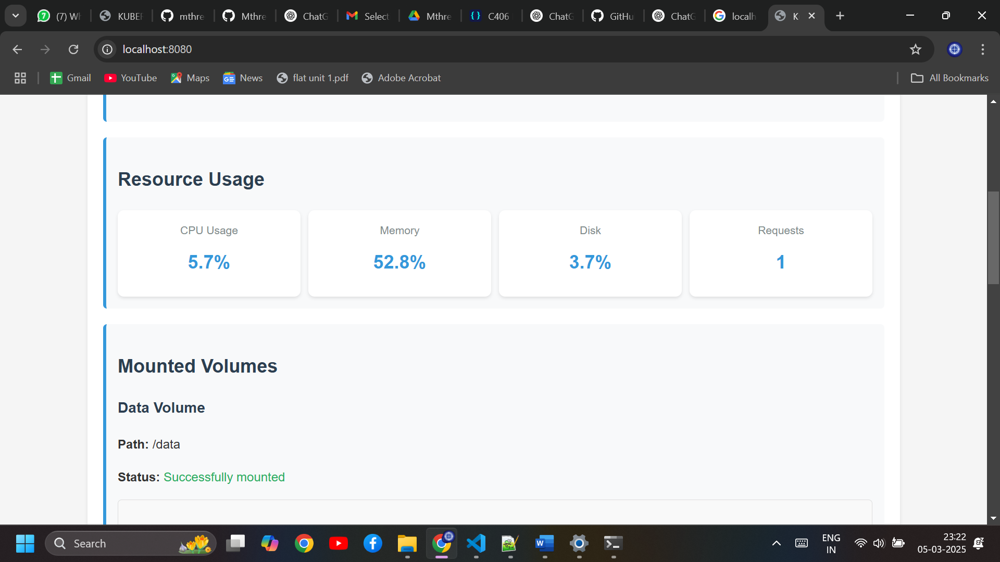 7 (7) W
KUBE
mthre
Mthre
ChatG
Select
Mthre
C406
ChatG
GitHu
ChatG
localh
K
localhost:8080
Gmail
YouTube
Maps
News
flat unit 1.pdf
Adobe Acrobat
All Bookmarks
Resource Usage
CPU Usage
5.7%
Memory
52.8%
Disk
3.7%
Requests
1
Mounted Volumes
Data Volume
Path: /data
Status: Successfully mounted
Search
ENG
IN
23:22
05-03-2025